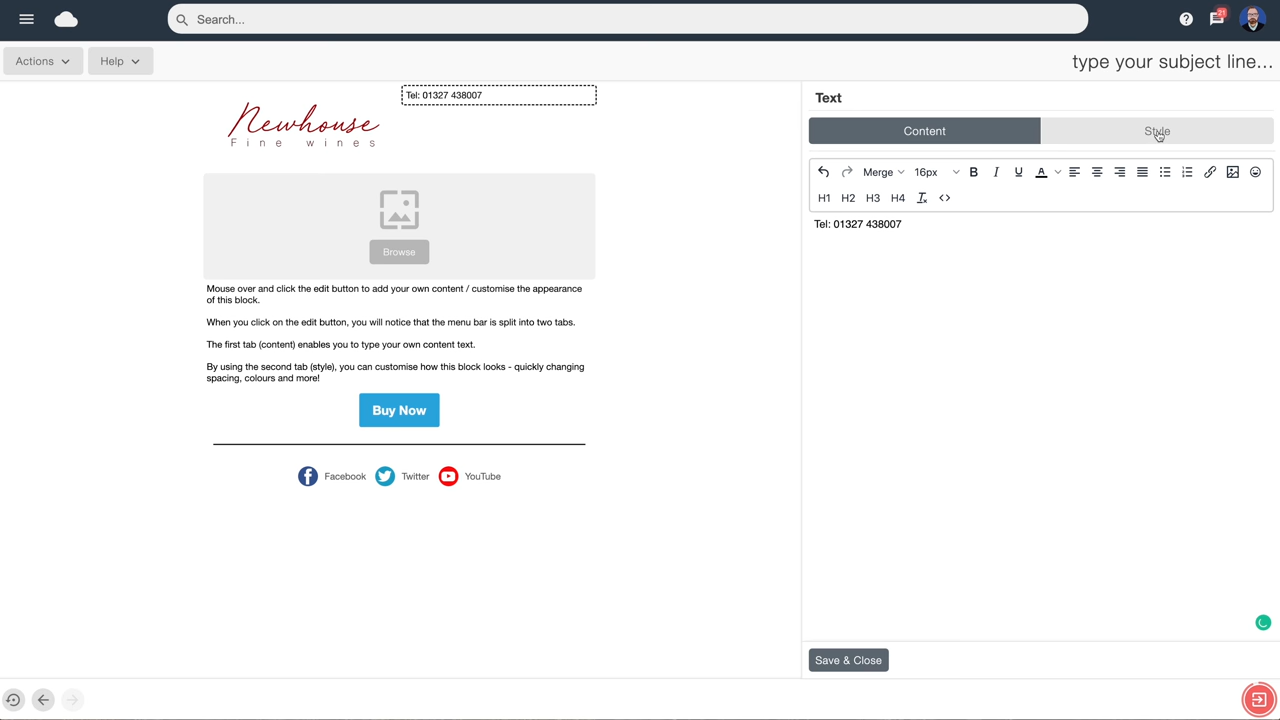 Search...
21
Actions
Help
type your subject line...
Tel: 01327 438007
Newhouse
Fine wines
Browse
Mouse over and click the edit button to add your own content / customise the appearance
of this block.
When you click on the edit button, you will notice that the menu bar is split into two tabs.
The first tab (content) enables you to type your own content text.
By using the second tab (style), you can customise how this block looks - quickly changing
spacing, colours and more!
Buy Now
Facebook Twitter YouTube
Text
Content Style
Merge 16px B I U A
H1 H2 H3 H4
Tel: 01327 438007
Save & Close